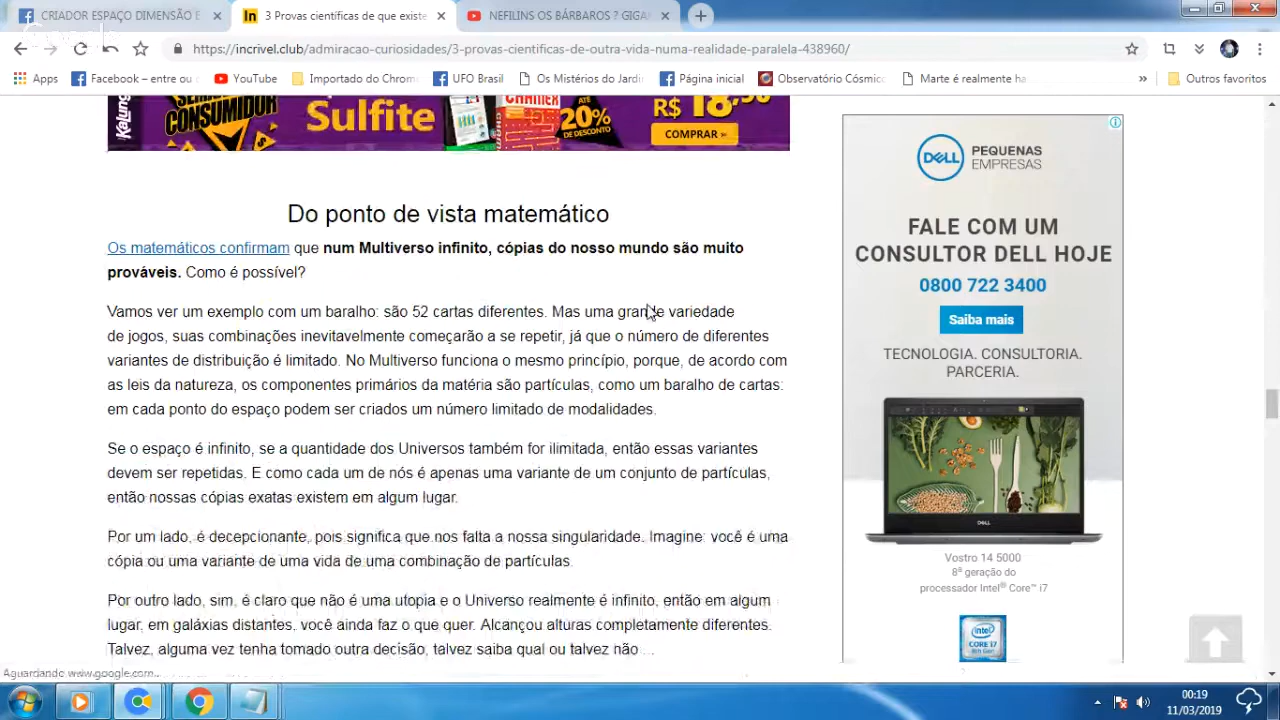 CRIADOR ESPAÇO DIMENSÃO E
3 Provas científicas de que existe
NEFILINS OS BÁRBAROS ? GIGA
https://incrivel.club/admiracao-curiosidades/3-provas-cientificas-de-outra-vida-numa-realidade-paralela-438960/
Apps
Facebook – entre ou
YouTube
Importado do Chrom
UFO Brasil
Os Mistérios do Jardi
Página inicial
Observatório Cósmic
Marte é realmente ha
»
Outros favoritos
Kalunga
CONSUMIDOR
Sulfite
CHAMEX
ATÉ
20%
DE DESCONTO
R$
COMPRAR
Do ponto de vista matemático
Os matemáticos confirmam que num Multiverso infinito, cópias do nosso mundo são muito
prováveis. Como é possível?
Vamos ver um exemplo com um baralho: são 52 cartas diferentes. Mas uma grande variedade
de jogos, suas combinações inevitavelmente começarão a se repetir, já que o número de diferentes
variantes de distribuição é limitado. No Multiverso funciona o mesmo princípio, porque, de acordo com
as leis da natureza, os componentes primários da matéria são partículas, como um baralho de cartas:
em cada ponto do espaço podem ser criados um número limitado de modalidades.
Se o espaço é infinito, se a quantidade dos Universos também for ilimitada, então essas variantes
devem ser repetidas. E como cada um de nós é apenas uma variante de um conjunto de partículas,
então nossas cópias exatas existem em algum lugar.
Por um lado, é decepcionante, pois significa que nos falta a nossa singularidade. Imagine: você é uma
cópia ou uma variante de uma vida de uma combinação de partículas.
Por outro lado, sim, é claro que não é uma utopia e o Universo realmente é infinito, então em algum
lugar, em galáxias distantes, você ainda faz o que quer. Alcançou alturas completamente diferentes.
Talvez, alguma vez tenha tomado outra decisão, talvez saiba qual ou talvez não ...
DELL
PEQUENAS
EMPRESAS
FALE COM UM
CONSULTOR DELL HOJE
0800 722 3400
Saiba mais
TECNOLOGIA. CONSULTORIA.
PARCERIA.
DELL
Vostro 14 5000
8ª geração do
processador Intel® Core™ i7
intel
CORE i7
Aguardando www.google.com...
00:19
11/03/2019